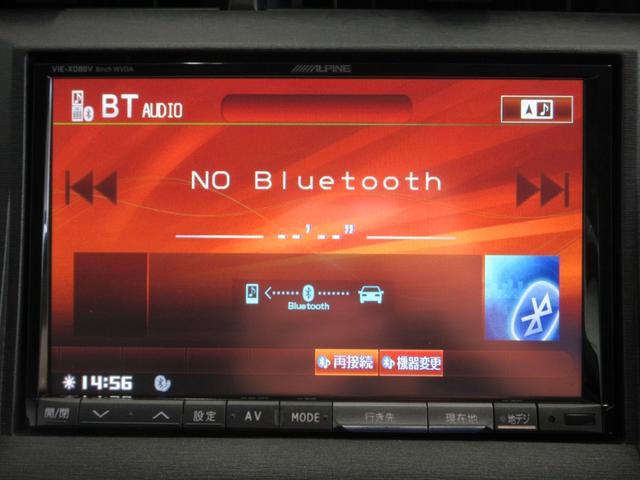 VIE-X088V 8inch WVGA ALPINE
BT AUDIO
A
NO Bluetooth
--'--"
Bluetooth
再接続 機器変更
14:56
開/閉 設定 AV MODE 行き先 現在地 地デジ